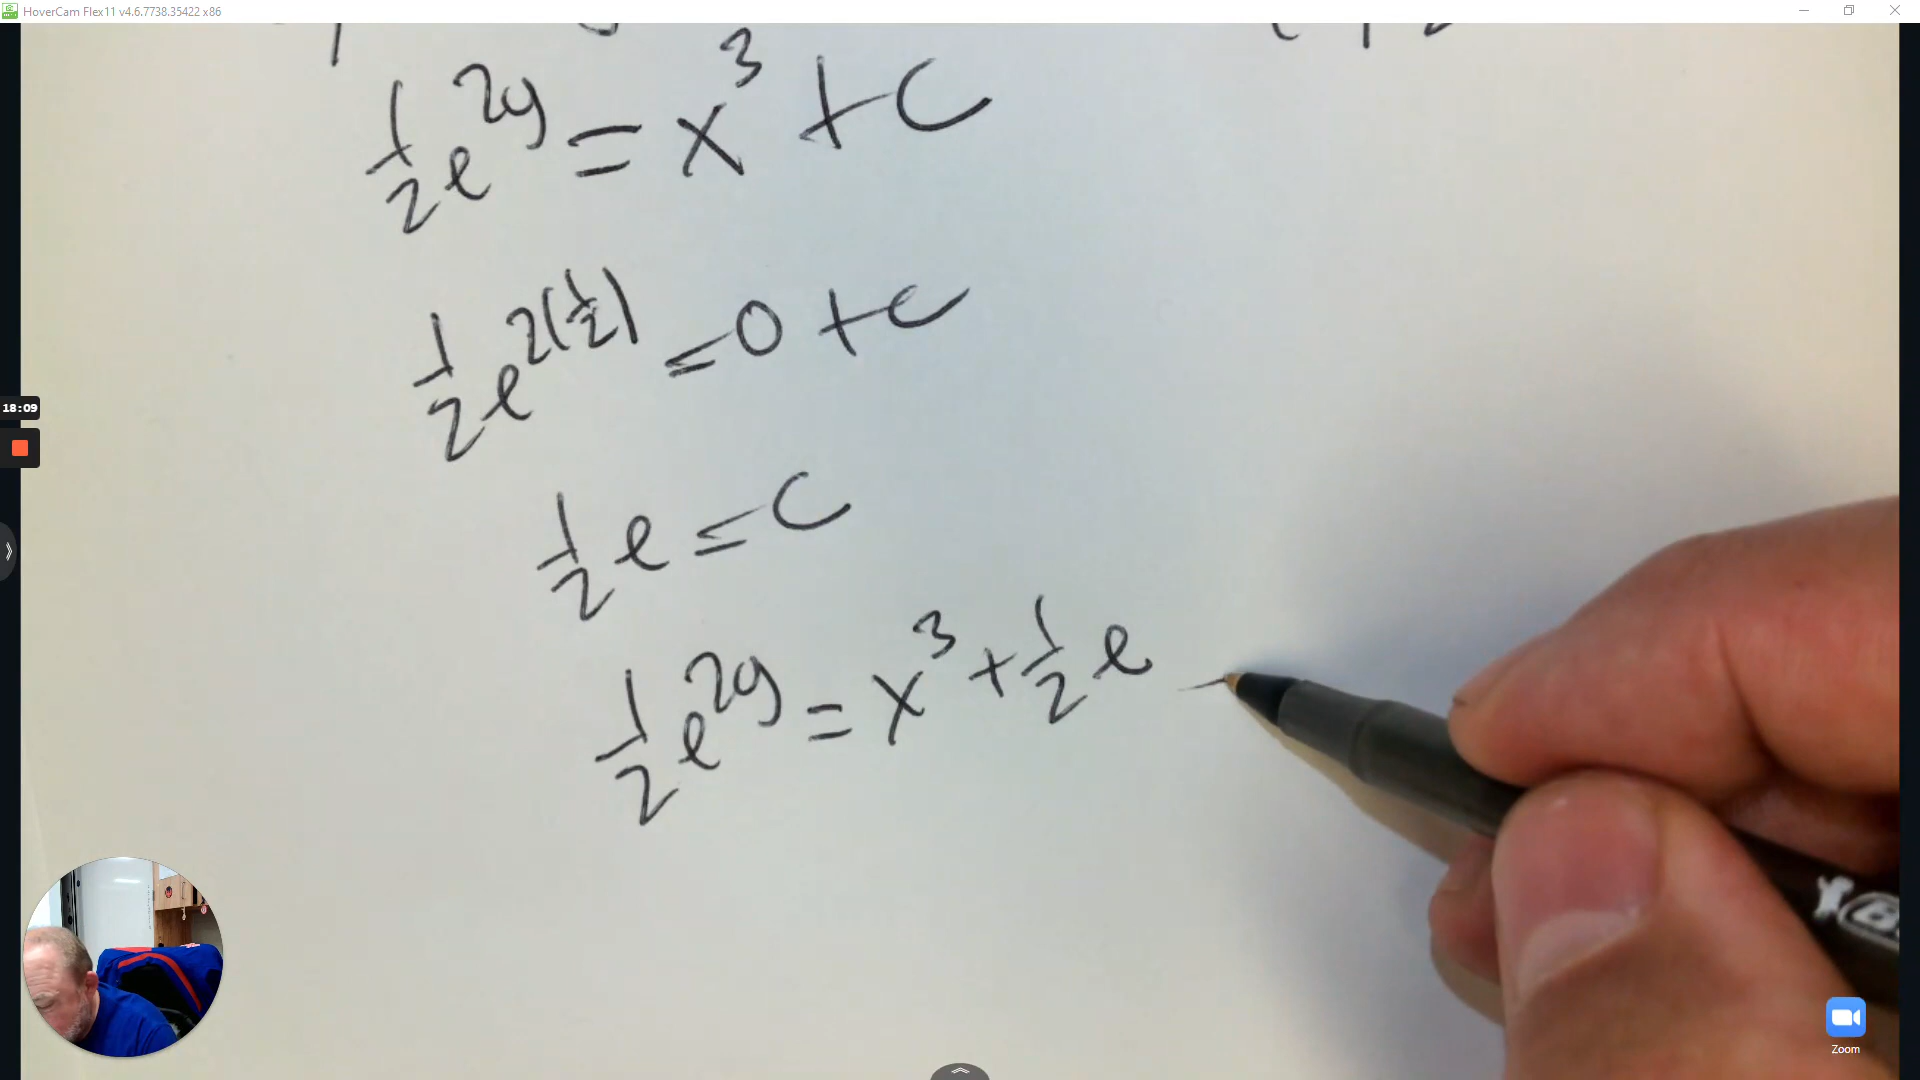 HoverCam Flex11 v4.6.7738.35422 x86
1/2 e^2y = x^3 + C
1/2 e^2(1/2) = 0 + C
18:09
1/2 e = C
1/2 e^2y = x^3 + 1/2 e
Zoom